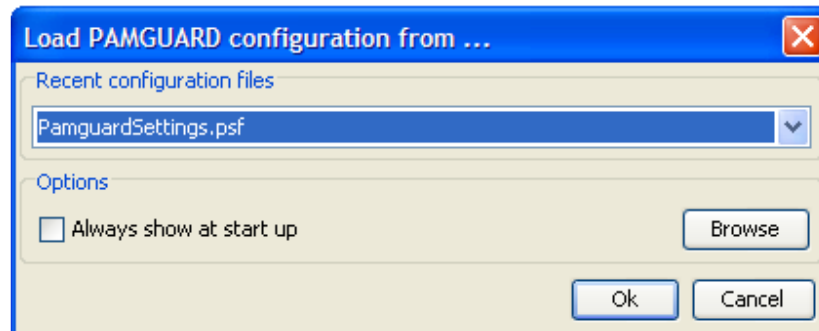 Load PAMGUARD configuration from ...
Recent configuration files
PamguardSettings.psf
Options
Always show at start up
Browse
Ok
Cancel